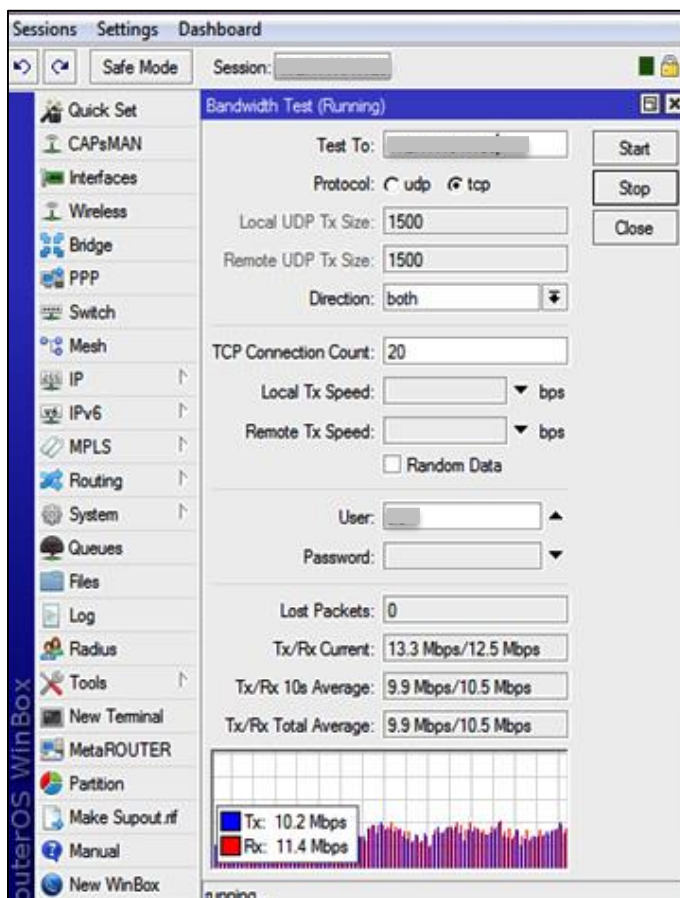 Sessions Settings Dashboard
Safe Mode Session:
Quick Set
CAPsMAN
Interfaces
Wireless
Bridge
PPP
Switch
Mesh
IP
IPv6
MPLS
Routing
System
Queues
Files
Log
Radius
Tools
New Terminal
MetaROUTER
Partition
Make Supout.rif
Manual
New WinBox
outerOS WinBox
Bandwidth Test (Running)
Test To:
Protocol: udp tcp
Local UDP Tx Size: 1500
Remote UDP Tx Size: 1500
Direction: both
TCP Connection Count: 20
Local Tx Speed: bps
Remote Tx Speed: bps
Random Data
User:
Password:
Lost Packets: 0
Tx/Rx Current: 13.3 Mbps/12.5 Mbps
Tx/Rx 10s Average: 9.9 Mbps/10.5 Mbps
Tx/Rx Total Average: 9.9 Mbps/10.5 Mbps
Tx: 10.2 Mbps
Rx: 11.4 Mbps
running...
Start
Stop
Close